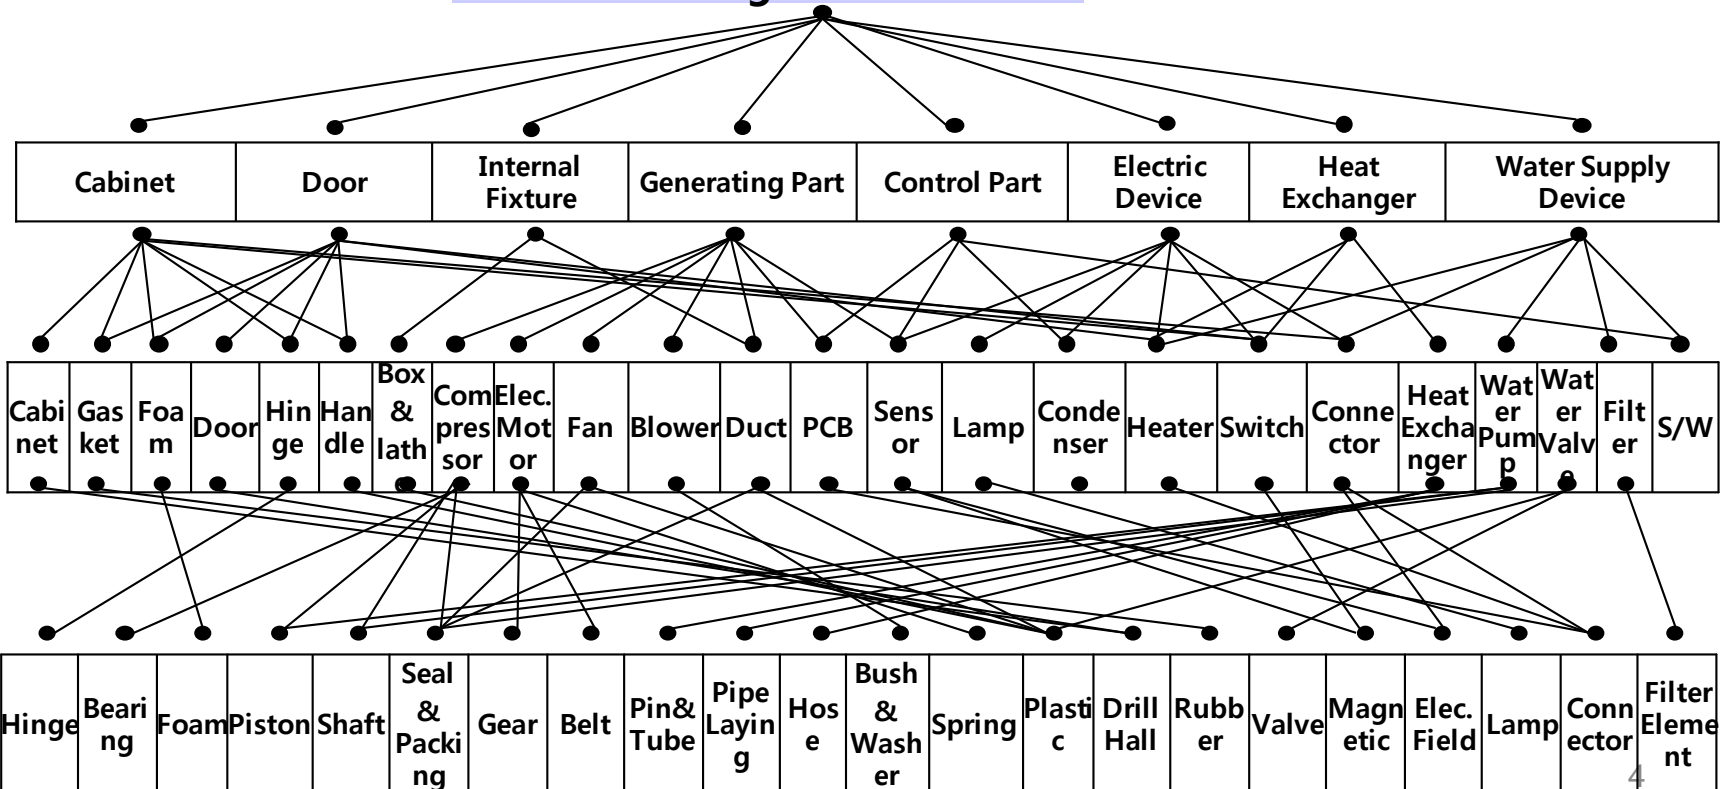 Cabinet
Door
Internal
Fixture
Generating Part
Control Part
Electric
Device
Heat
Exchanger
Water Supply
Device
Cabi
net
Gas
ket
Foa
m
Door
Hin
ge
Han
dle
Box
&
lath
Com
pres
sor
Elec.
Mot
or
Fan
Blower
Duct
PCB
Sens
or
Lamp
Conde
nser
Heater
Switch
Conne
ctor
Heat
Excha
nger
Wat
er
Pum
p
Wat
er
Valv
e
Filt
er
S/W
Hinge
Beari
ng
Foam
Piston
Shaft
Seal
&
Packi
ng
Gear
Belt
Pin&
Tube
Pipe
Layin
g
Hos
e
Bush
&
Wash
er
Spring
Plasti
c
Drill
Hall
Rubb
er
Valve
Magn
etic
Elec.
Field
Lamp
Conn
ector
Filter
Eleme
nt
4